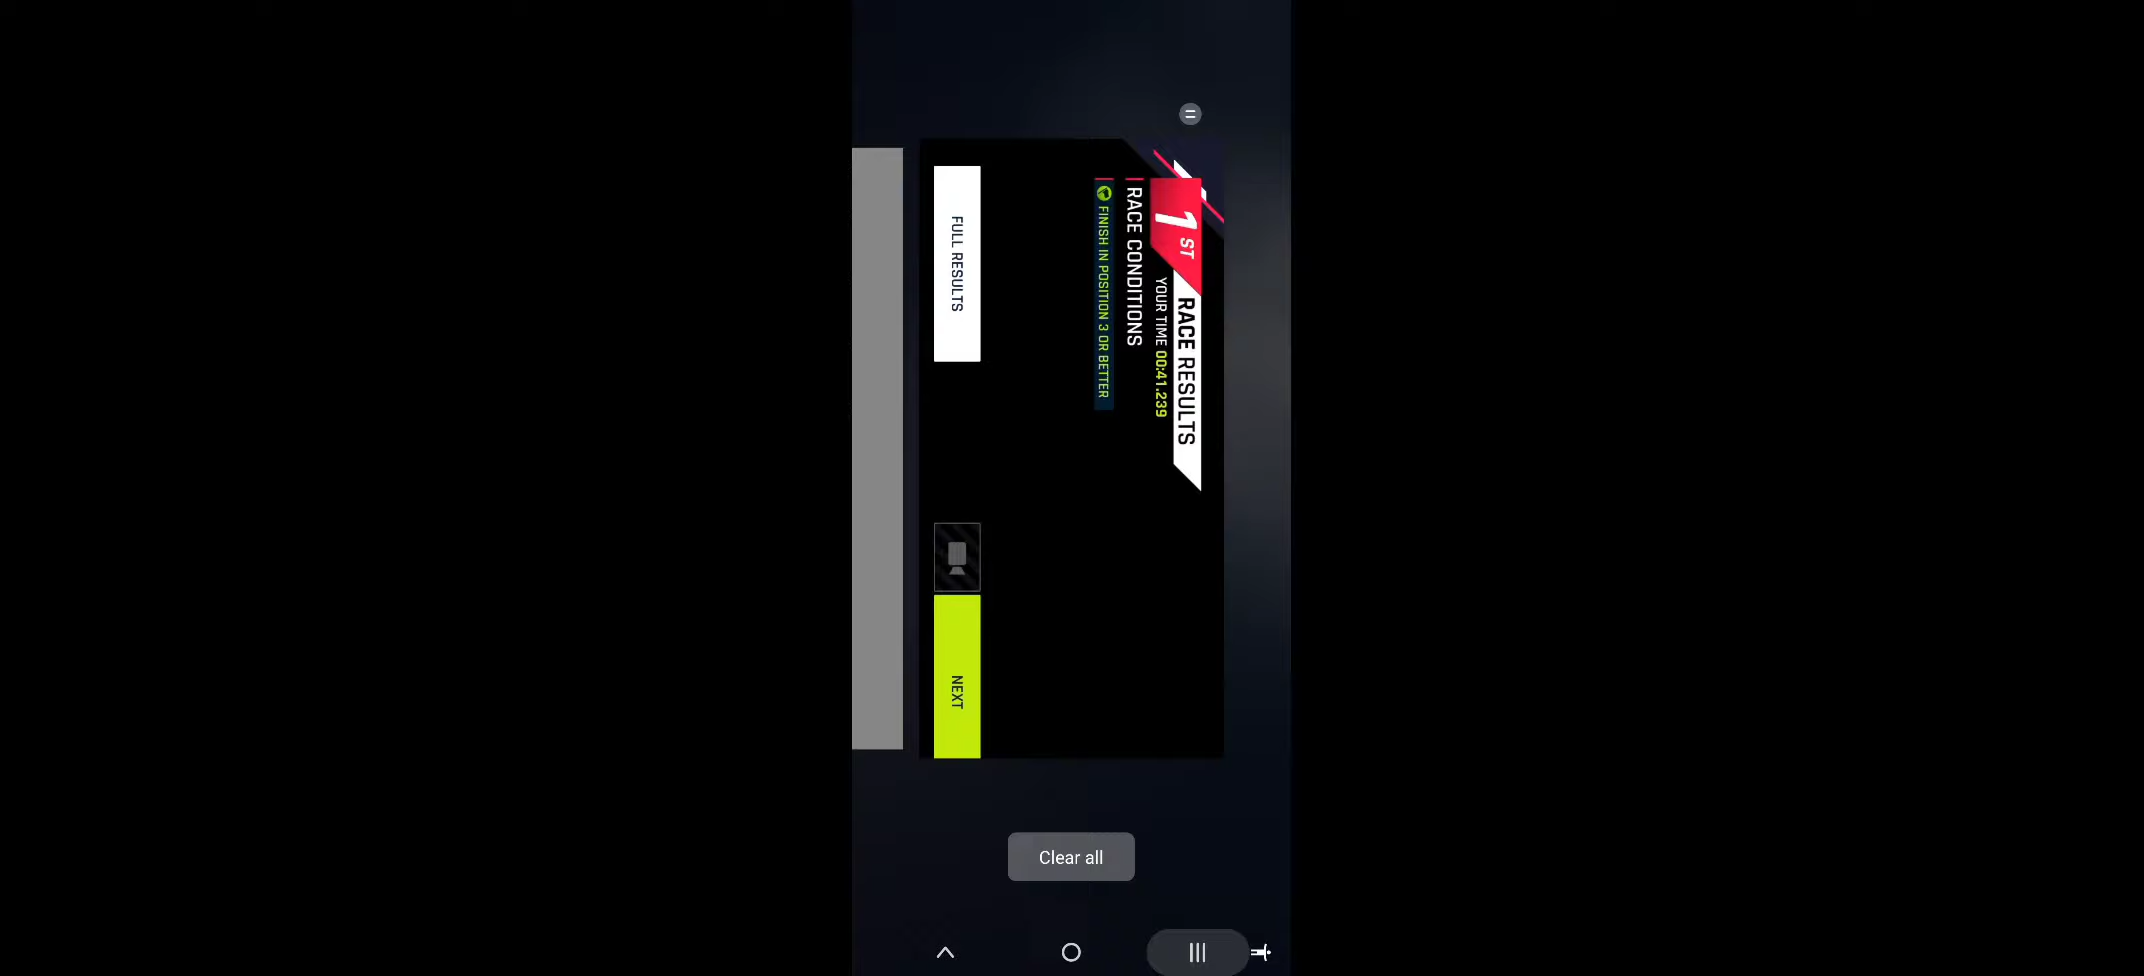 1ST
RACE RESULTS
YOUR TIME 00:41.239
RACE CONDITIONS
FINISH IN POSITION 3 OR BETTER
FULL RESULTS
NEXT
Clear all